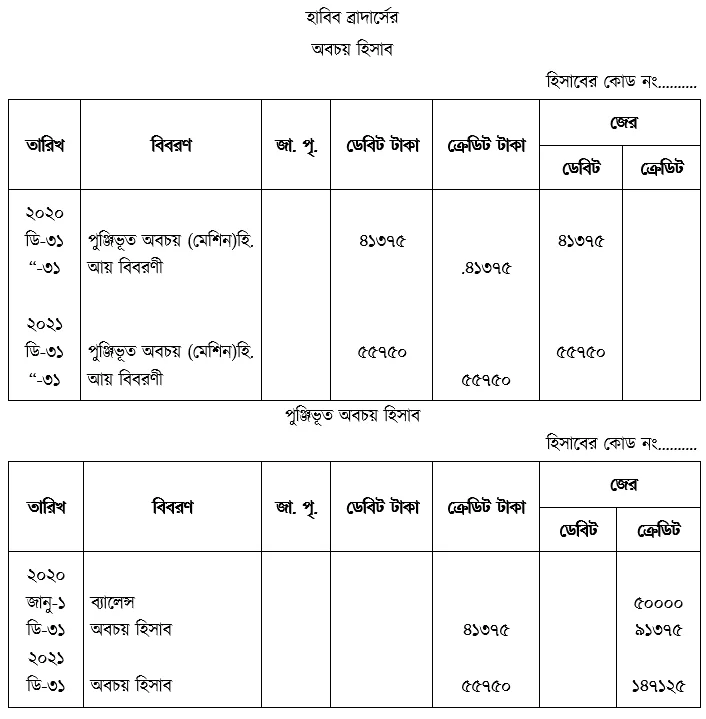 হাবিব ব্রাদার্সের
অবচয় হিসাব
হিসাবের কোড নং..........
তারিখ বিবরণ জা. পৃ. ডেবিট টাকা ক্রেডিট টাকা জের
ডেবিট ক্রেডিট
২০২০
ডি-৩১ পুঞ্জিভূত অবচয় (মেশিন)হি. ৪১৩৭৫ ৪১৩৭৫
“-৩১ আয় বিবরণী .৪১৩৭৫
২০২১
ডি-৩১ পুঞ্জিভূত অবচয় (মেশিন)হি. ৫৫৭৫০ ৫৫৭৫০
“-৩১ আয় বিবরণী ৫৫৭৫০
পুঞ্জিভূত অবচয় হিসাব
হিসাবের কোড নং..........
তারিখ বিবরণ জা. পৃ. ডেবিট টাকা ক্রেডিট টাকা জের
ডেবিট ক্রেডিট
২০২০
জানু-১ ব্যালেন্স ৫০০০০
ডি-৩১ অবচয় হিসাব ৪১৩৭৫ ৯১৩৭৫
২০২১
ডি-৩১ অবচয় হিসাব ৫৫৭৫০ ১৪৭১২৫